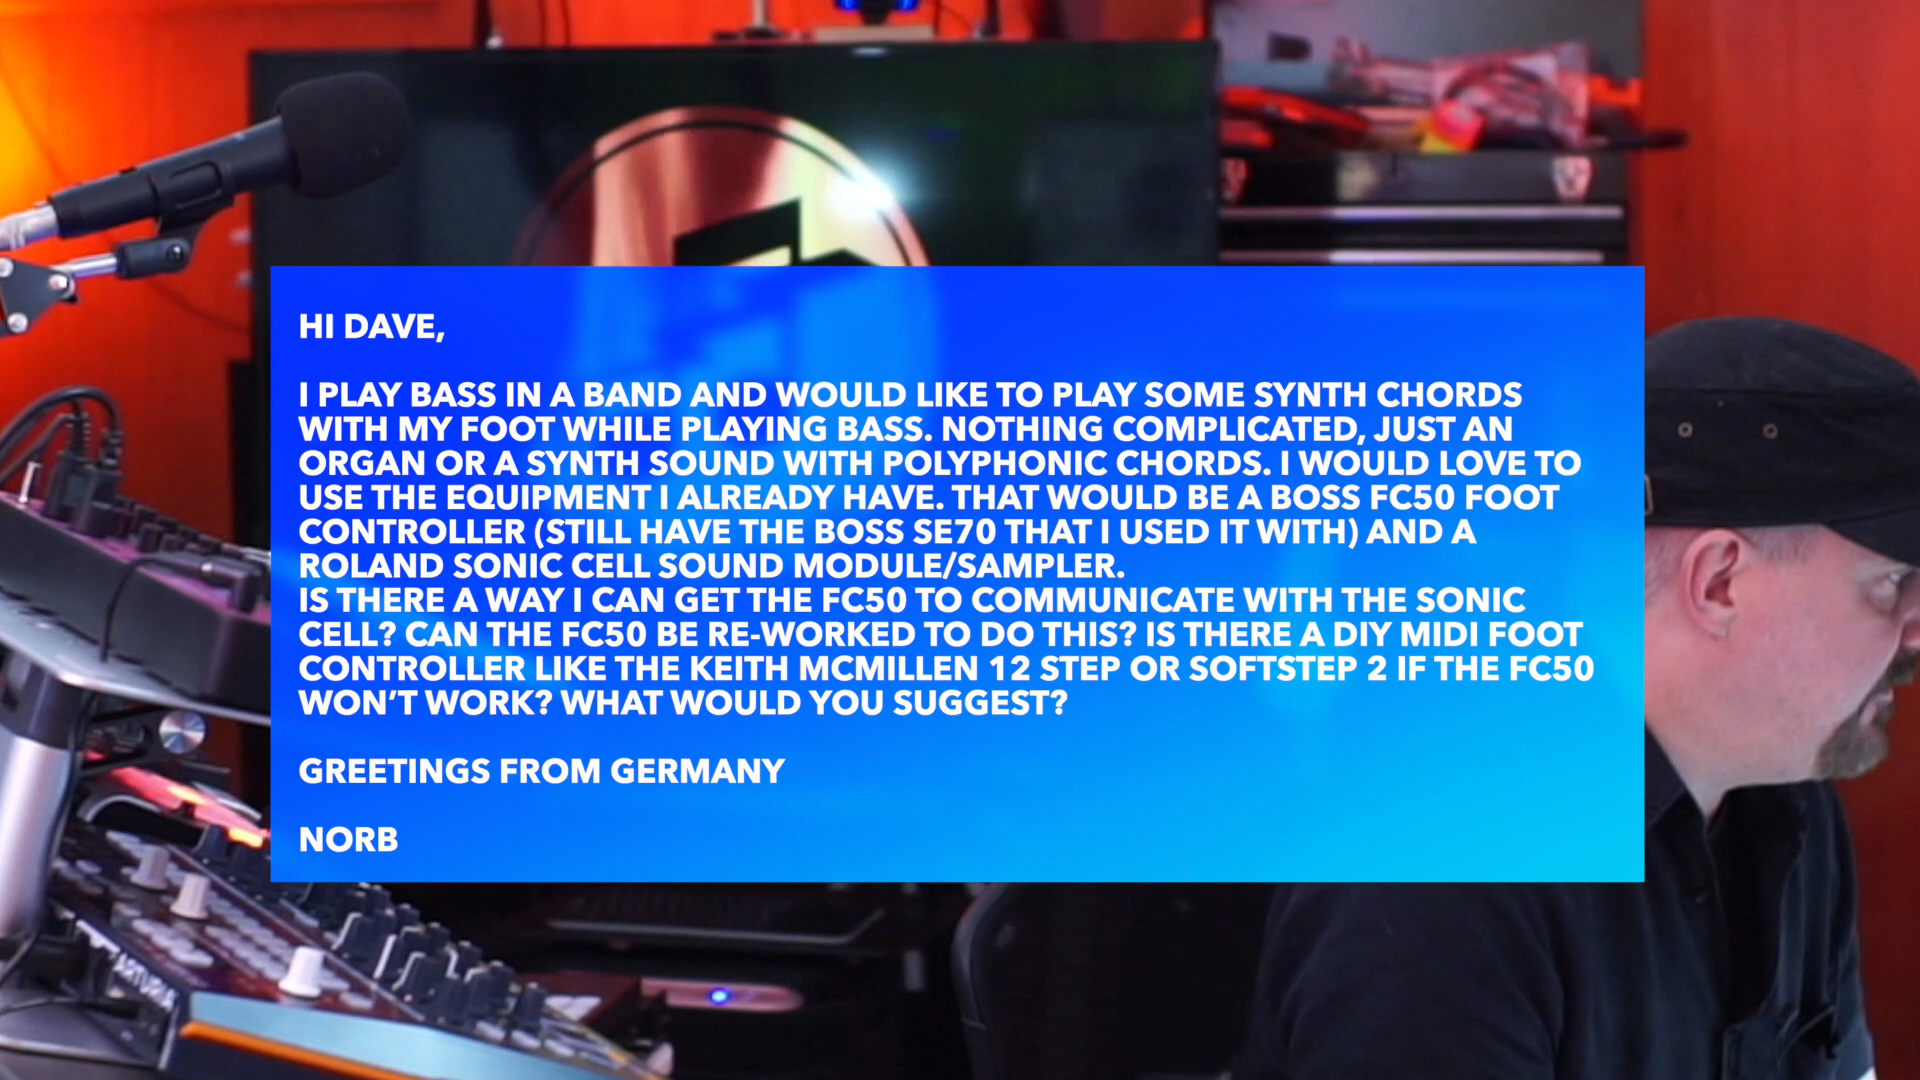 HI DAVE,
I PLAY BASS IN A BAND AND WOULD LIKE TO PLAY SOME SYNTH CHORDS
WITH MY FOOT WHILE PLAYING BASS. NOTHING COMPLICATED, JUST AN
ORGAN OR A SYNTH SOUND WITH POLYPHONIC CHORDS. I WOULD LOVE TO
USE THE EQUIPMENT I ALREADY HAVE. THAT WOULD BE A BOSS FC50 FOOT
CONTROLLER (STILL HAVE THE BOSS SE70 THAT I USED IT WITH) AND A
ROLAND SONIC CELL SOUND MODULE/SAMPLER.
IS THERE A WAY I CAN GET THE FC50 TO COMMUNICATE WITH THE SONIC
CELL? CAN THE FC50 BE RE-WORKED TO DO THIS? IS THERE A DIY MIDI FOOT
CONTROLLER LIKE THE KEITH MCMILLEN 12 STEP OR SOFTSTEP 2 IF THE FC50
WON'T WORK? WHAT WOULD YOU SUGGEST?
GREETINGS FROM GERMANY
NORB
ARTURIA